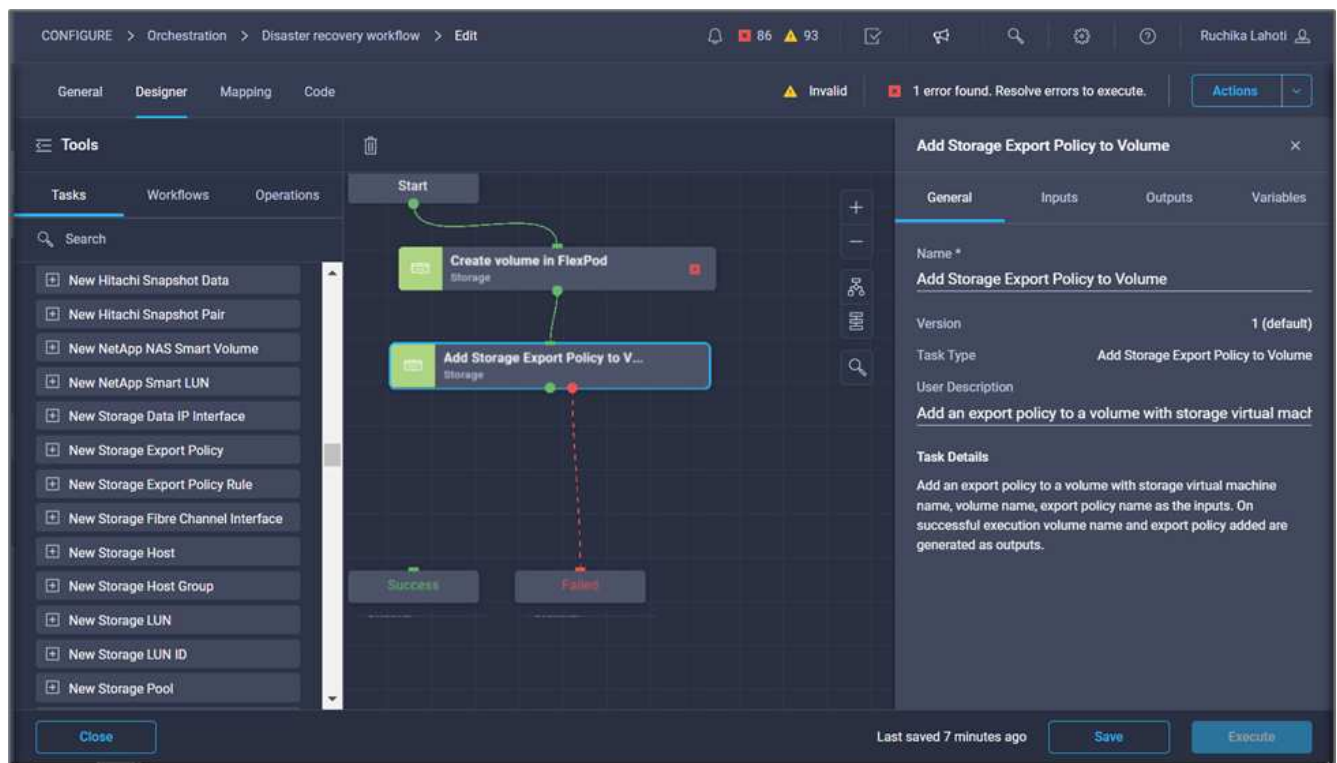 CONFIGURE > Orchestration > Disaster recovery workflow > Edit
86 93
Ruchika Lahoti
General Designer Mapping Code
Invalid
1 error found. Resolve errors to execute.
Actions
Tools
Tasks Workflows Operations
Search
New Hitachi Snapshot Data
New Hitachi Snapshot Pair
New NetApp NAS Smart Volume
New NetApp Smart LUN
New Storage Data IP Interface
New Storage Export Policy
New Storage Export Policy Rule
New Storage Fibre Channel Interface
New Storage Host
New Storage Host Group
New Storage LUN
New Storage LUN ID
New Storage Pool
Start
Create volume in FlexPod
Storage
Add Storage Export Policy to V...
Storage
Success
Failed
Add Storage Export Policy to Volume
General Inputs Outputs Variables
Name *
Add Storage Export Policy to Volume
Version 1 (default)
Task Type Add Storage Export Policy to Volume
User Description
Add an export policy to a volume with storage virtual mach
Task Details
Add an export policy to a volume with storage virtual machine
name, volume name, export policy name as the inputs. On
successful execution volume name and export policy added are
generated as outputs.
Close
Last saved 7 minutes ago
Save
Execute